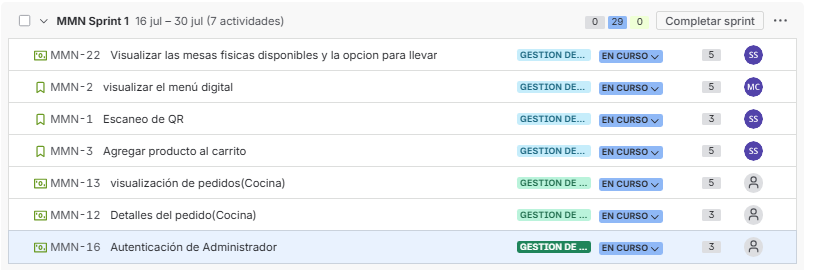 MMN Sprint 1 16 jul – 30 jul (7 actividades) 0 29 0 Completar sprint
MMN-22 Visualizar las mesas fisicas disponibles y la opcion para llevar GESTION DE... EN CURSO 5 SS
MMN-2 visualizar el menú digital GESTION DE... EN CURSO 5 MC
MMN-1 Escaneo de QR GESTION DE... EN CURSO 3 SS
MMN-3 Agregar producto al carrito GESTION DE... EN CURSO 5 SS
MMN-13 visualización de pedidos(Cocina) GESTION DE ... EN CURSO 5
MMN-12 Detalles del pedido(Cocina) GESTION DE ... EN CURSO 3
MMN-16 Autenticación de Administrador GESTION DE ... EN CURSO 3